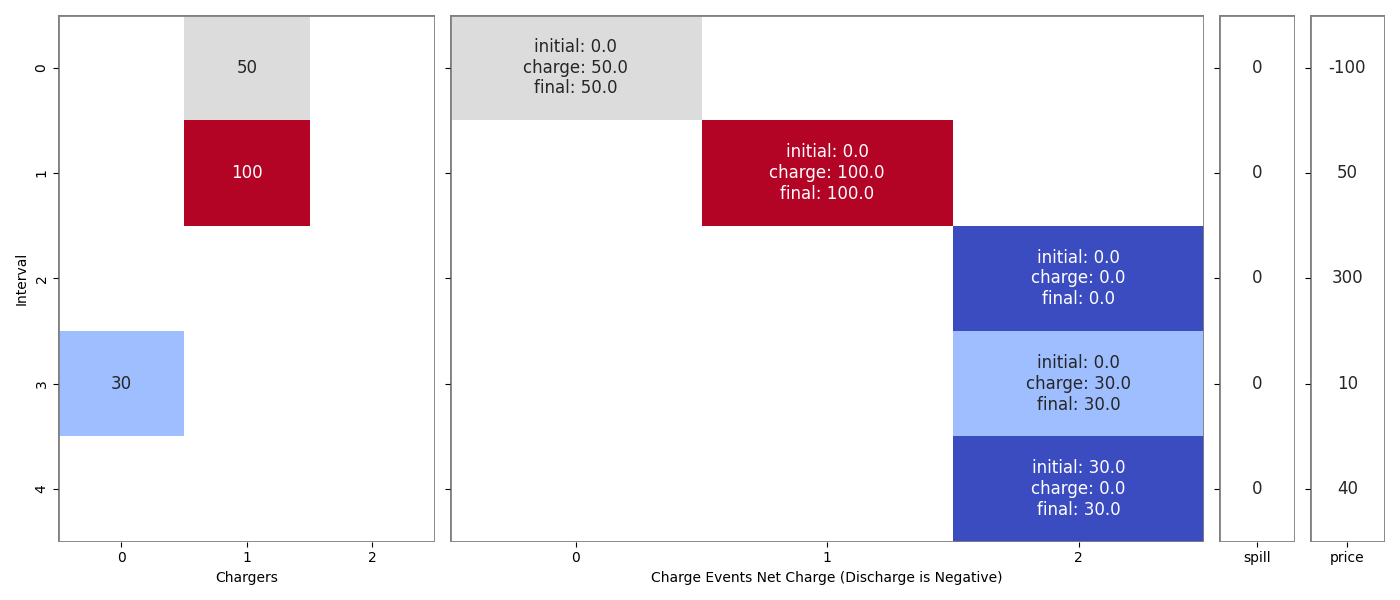 Interval
0
50
initial: 0.0
charge: 50.0
final: 50.0
0
-100
1
100
initial: 0.0
charge: 100.0
final: 100.0
0
50
2
initial: 0.0
charge: 0.0
final: 0.0
0
300
3
30
initial: 0.0
charge: 30.0
final: 30.0
0
10
4
initial: 30.0
charge: 0.0
final: 30.0
0
40
0
1
2
Chargers
0
1
2
Charge Events Net Charge (Discharge is Negative)
spill
price